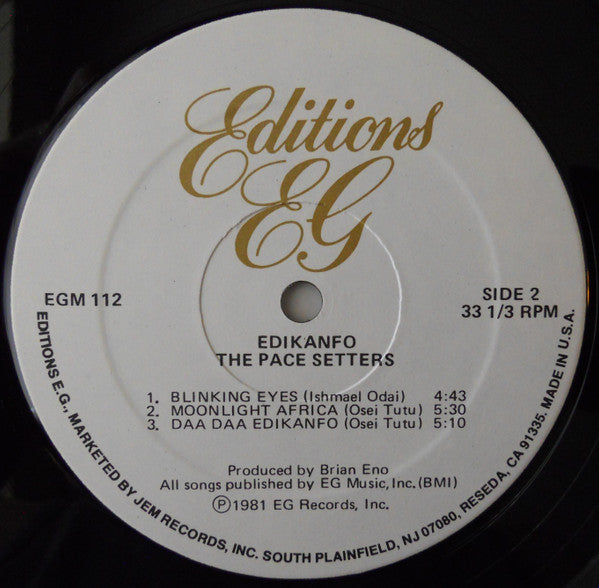 Editions
EG
EGM 112
SIDE 2
33 1/3 RPM
EDIKANFO
THE PACE SETTERS
1. BLINKING EYES (Ishmael Odai) 4:43
2. MOONLIGHT AFRICA (Osei Tutu) 5:30
3. DAA DAA EDIKANFO (Osei Tutu) 5:10
Produced by Brian Eno
All songs published by EG Music, Inc. (BMI)
Ⓟ1981 EG Records, Inc.
EDITIONS E.G., MARKETED BY JEM RECORDS, INC. SOUTH PLAINFIELD, NJ 07080, RESEDA, CA 91335. MADE IN U.S.A.